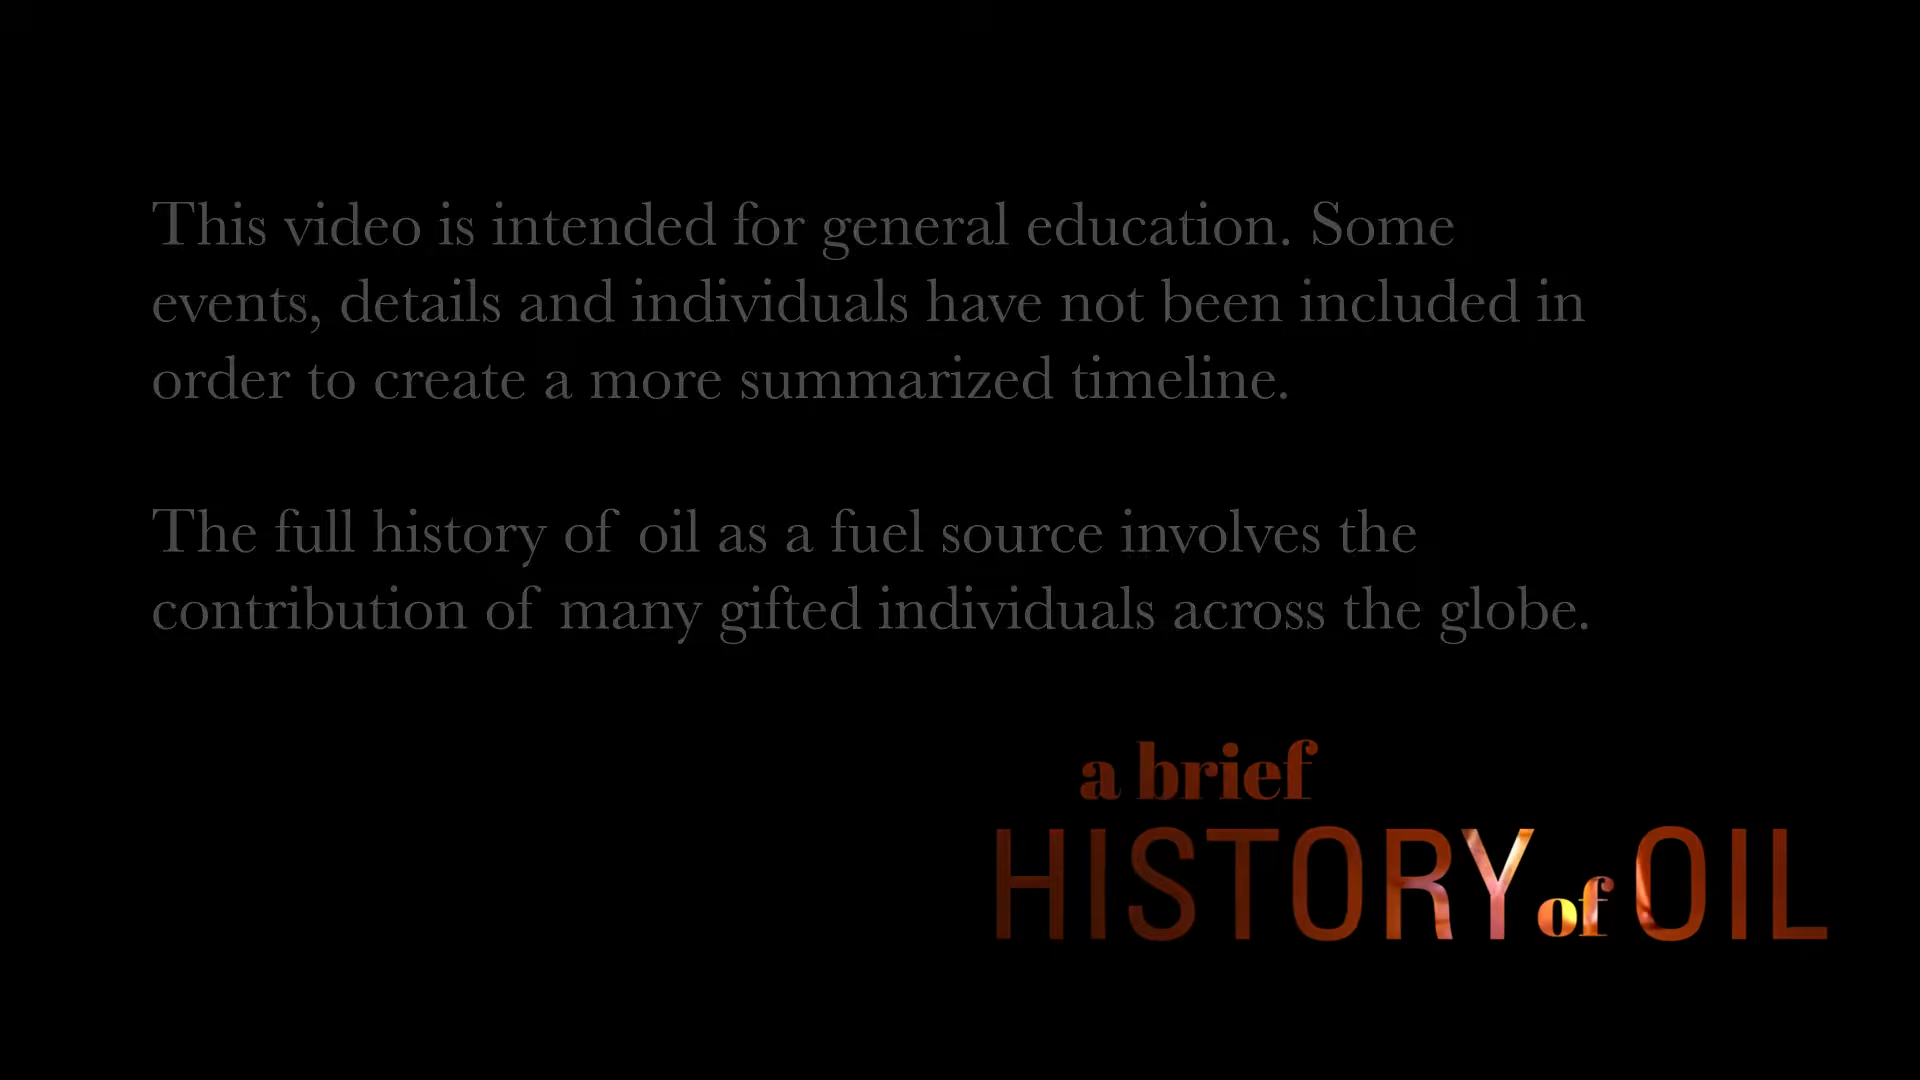 This video is intended for general education. Some
events, details and individuals have not been included in
order to create a more summarized timeline.
The full history of oil as a fuel source involves the
contribution of many gifted individuals across the globe.
a brief
HISTORY of OIL